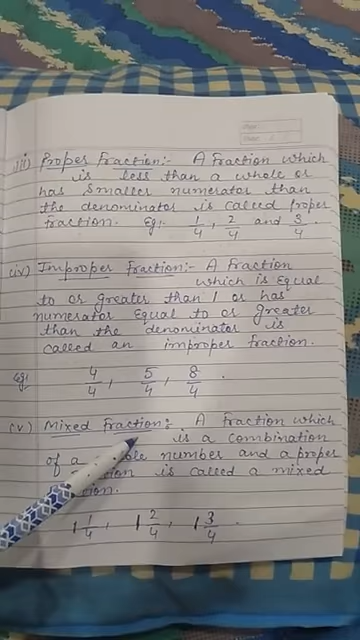 iii) Proper Fraction:- A Fraction which
is less than a whole or
has smaller numerator than
the denominator is called proper
fraction. Eg:- 1/4, 2/4 and 3/4
(iv) Improper Fraction:- A fraction
which is equal
to or greater than 1 or has
numerator equal to or greater
than the denominator is
called an improper fraction.
Eg:- 4/4, 5/4, 8/4
(v) Mixed Fraction:- A fraction which
is a combination
of a number and a proper
is called a mixed
1 1/4, 1 2/4, 1 3/4.